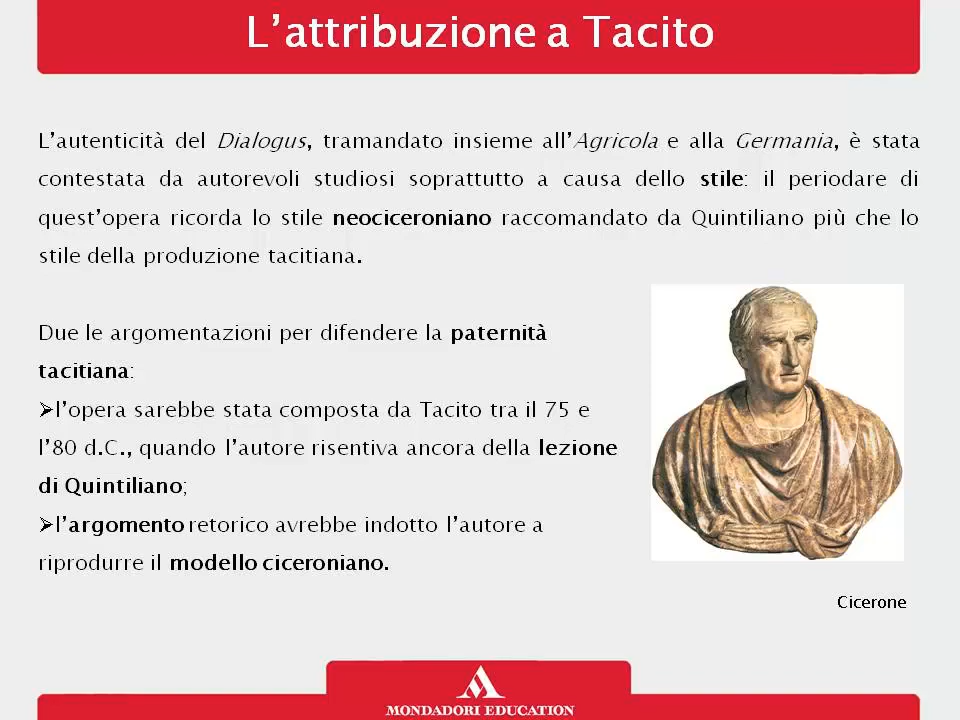 L’attribuzione a Tacito
L’autenticità del Dialogus, tramandato insieme all’Agricola e alla Germania, è stata
contestata da autorevoli studiosi soprattutto a causa dello stile: il periodare di
quest’opera ricorda lo stile neociceroniano raccomandato da Quintiliano più che lo
stile della produzione tacitiana.
Due le argomentazioni per difendere la paternità
tacitiana:
➢l’opera sarebbe stata composta da Tacito tra il 75 e
l’80 d.C., quando l’autore risentiva ancora della lezione
di Quintiliano;
➢l’argomento retorico avrebbe indotto l’autore a
riprodurre il modello ciceroniano.
Cicerone
MONDADORI EDUCATION